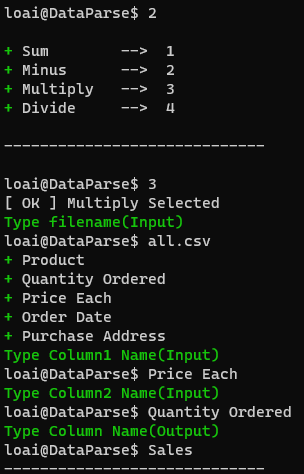 loai@DataParse$ 2
+ Sum --> 1
+ Minus --> 2
+ Multiply --> 3
+ Divide --> 4
-----------------------------
loai@DataParse$ 3
[ OK ] Multiply Selected
Type filename(Input)
loai@DataParse$ all.csv
+ Product
+ Quantity Ordered
+ Price Each
+ Order Date
+ Purchase Address
Type Column1 Name(Input)
loai@DataParse$ Price Each
Type Column2 Name(Input)
loai@DataParse$ Quantity Ordered
Type Column Name(Output)
loai@DataParse$ Sales
-----------------------------